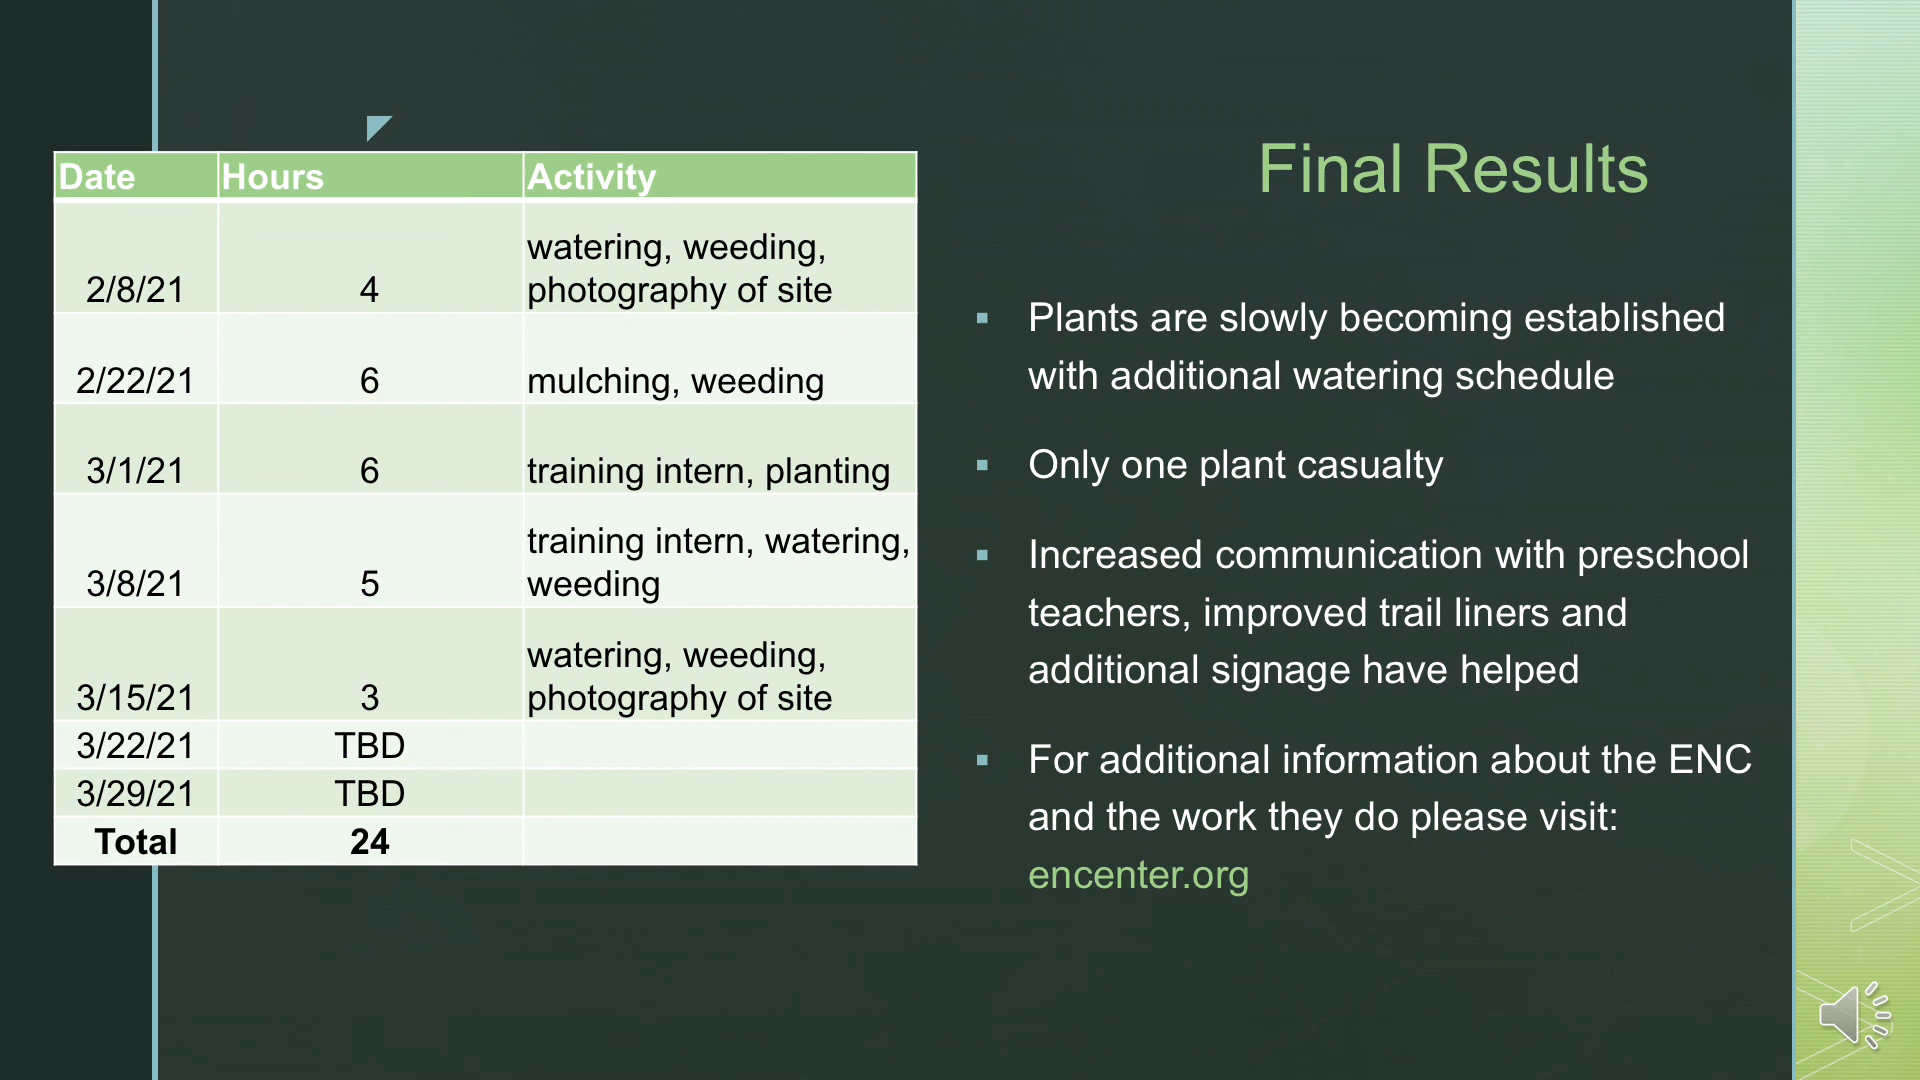 Date Hours Activity
2/8/21 4 watering, weeding,
photography of site
2/22/21 6 mulching, weeding
3/1/21 6 training intern, planting
3/8/21 5 training intern, watering,
weeding
3/15/21 3 watering, weeding,
photography of site
3/22/21 TBD
3/29/21 TBD
Total 24
Final Results
▪ Plants are slowly becoming established
with additional watering schedule
▪ Only one plant casualty
▪ Increased communication with preschool
teachers, improved trail liners and
additional signage have helped
▪ For additional information about the ENC
and the work they do please visit:
encenter.org